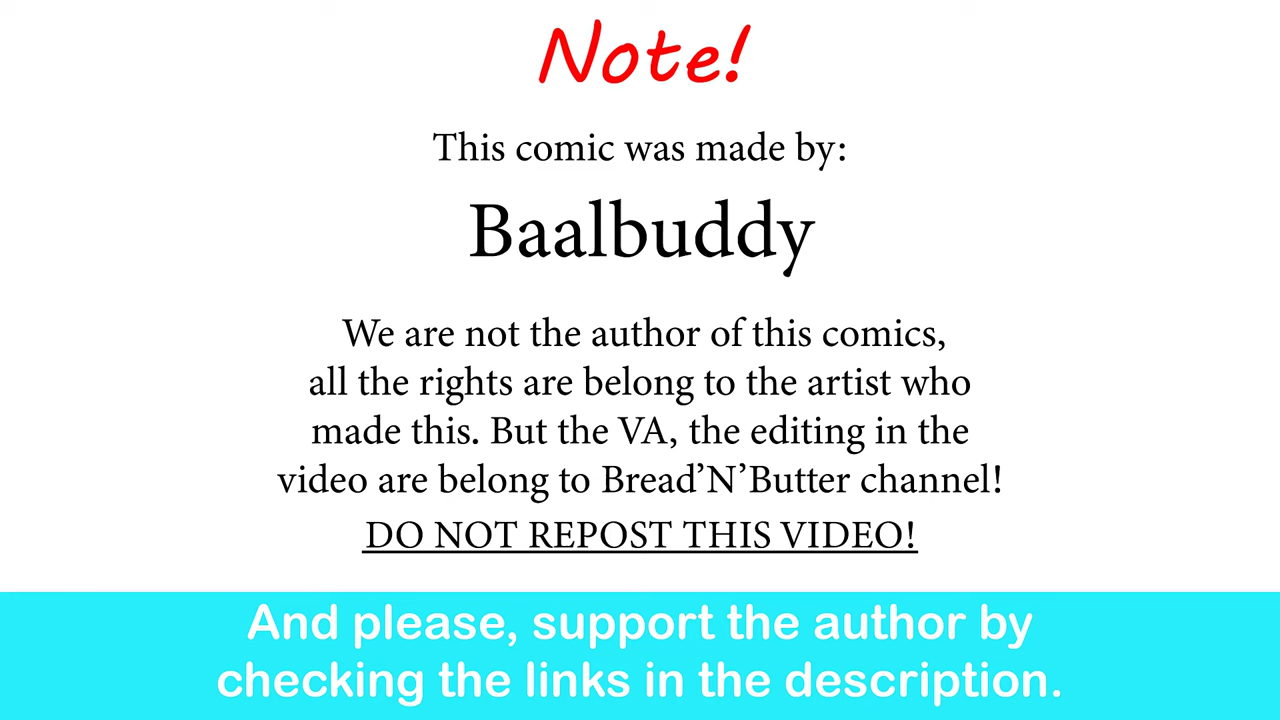 Note!
This comic was made by:
Baalbuddy
We are not the author of this comics,
all the rights are belong to the artist who
made this. But the VA, the editing in the
video are belong to Bread’N’Butter channel!
DO NOT REPOST THIS VIDEO!
And please, support the author by
checking the links in the description.